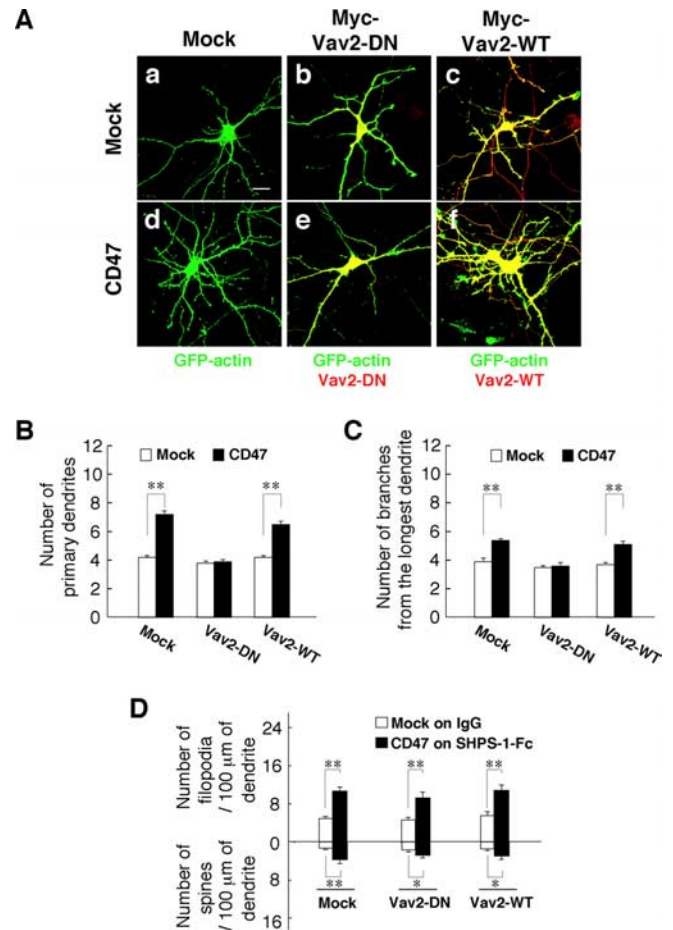 A
Mock
Myc-
Vav2-DN
Myc-
Vav2-WT
Mock
a
b
c
CD47
d
e
f
GFP-actin
GFP-actin
Vav2-DN
GFP-actin
Vav2-WT
B
Number of
primary dendrites
12
10
8
6
4
2
0
Mock
CD47
**
**
Mock
Vav2-DN
Vav2-WT
C
Number of branches
from the longest dendrite
12
10
8
6
4
2
0
Mock
CD47
**
**
Mock
Vav2-DN
Vav2-WT
D
Number of
filopodia
/ 100 μm of
dendrite
Number of
spines
/ 100 μm of
dendrite
24
16
8
0
8
16
Mock on IgG
CD47 on SHPS-1-Fc
**
**
**
**
*
*
Mock
Vav2-DN
Vav2-WT